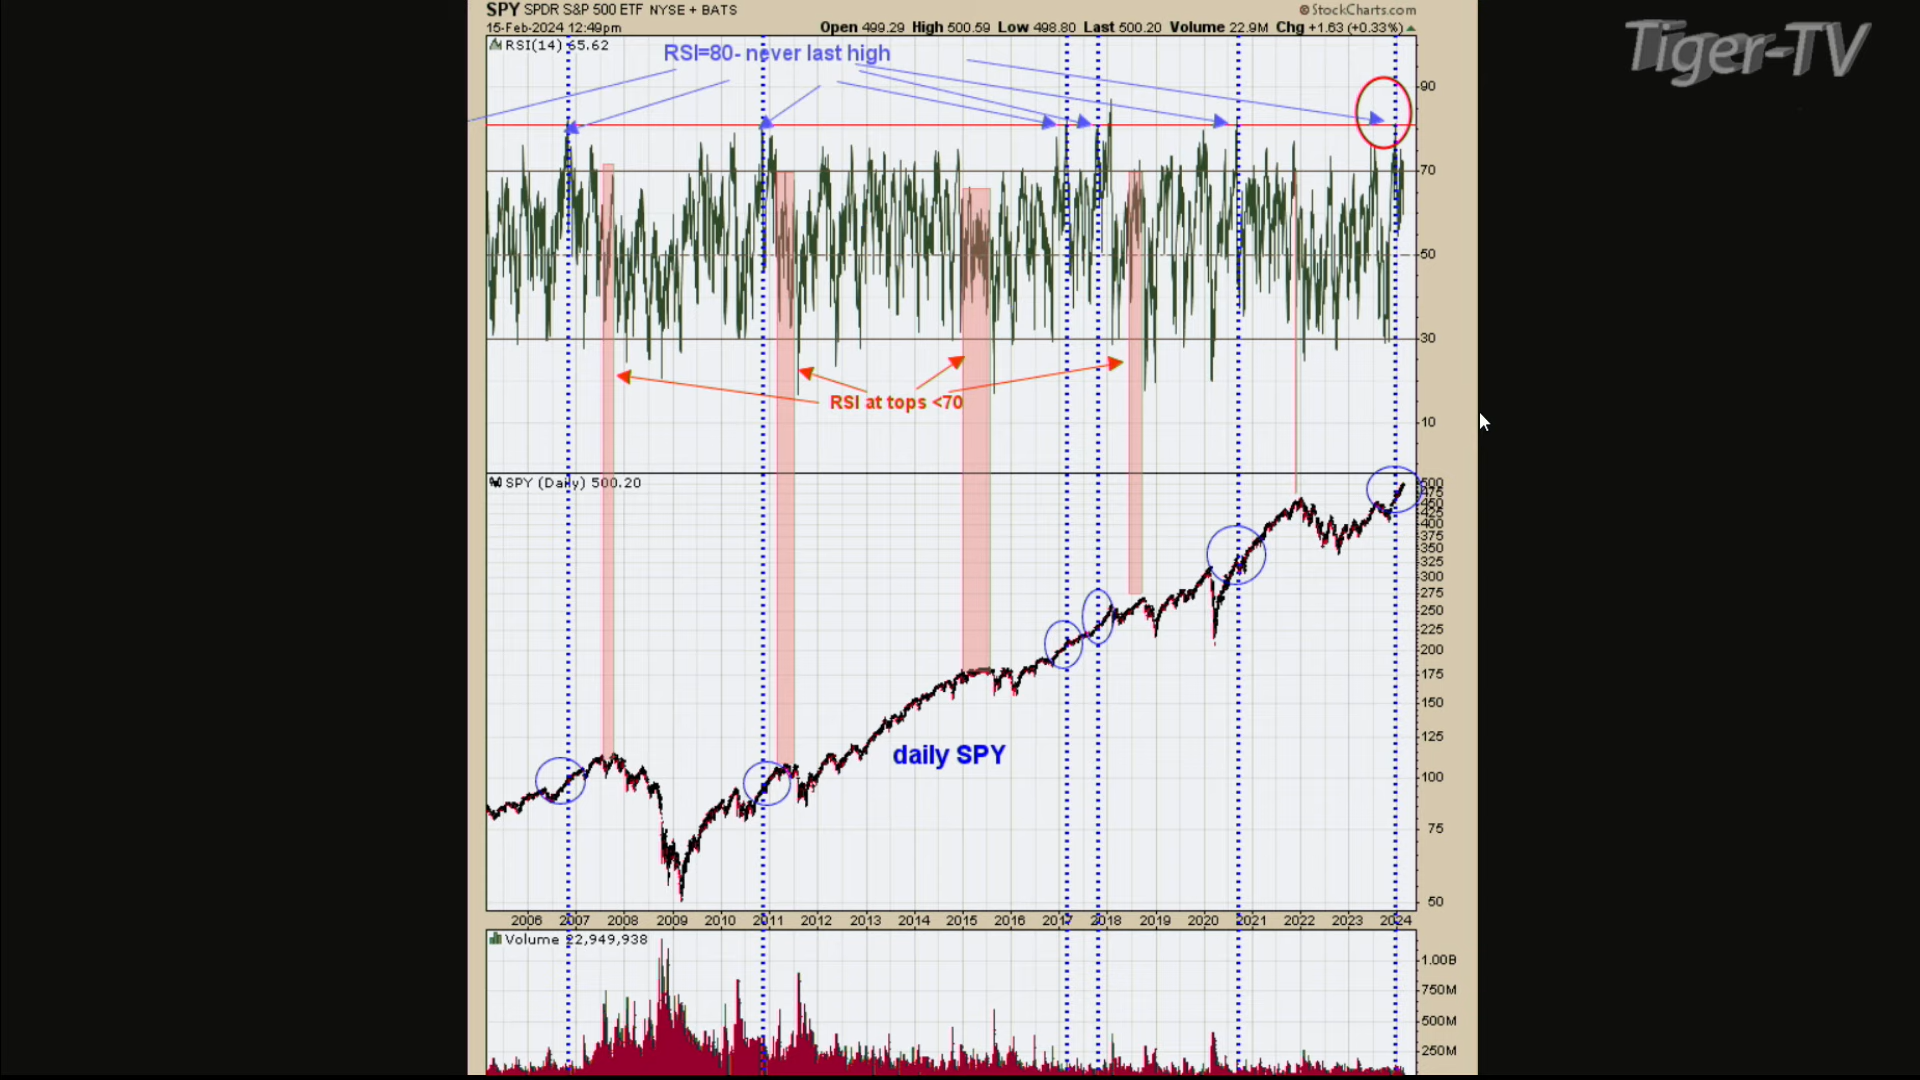 SPY SPDR S&P 500 ETF NYSE + BATS
© StockCharts.com
Tiger-TV
15-Feb-2024 12:49pm
Open 499.29 High 500.59 Low 498.80 Last 500.20 Volume 22.9M Chg +1.63 (+0.33%)
RSI(14) 65.62
RSI=80- never last high
90
70
50
30
RSI at tops <70
10
SPY (Daily) 500.20
500
475
450
425
400
375
350
325
300
275
250
225
200
175
150
125
daily SPY
100
75
50
2006 2007 2008 2009 2010 2011 2012 2013 2014 2015 2016 2017 2018 2019 2020 2021 2022 2023 2024
Volume 22,949,938
1.00B
750M
500M
250M